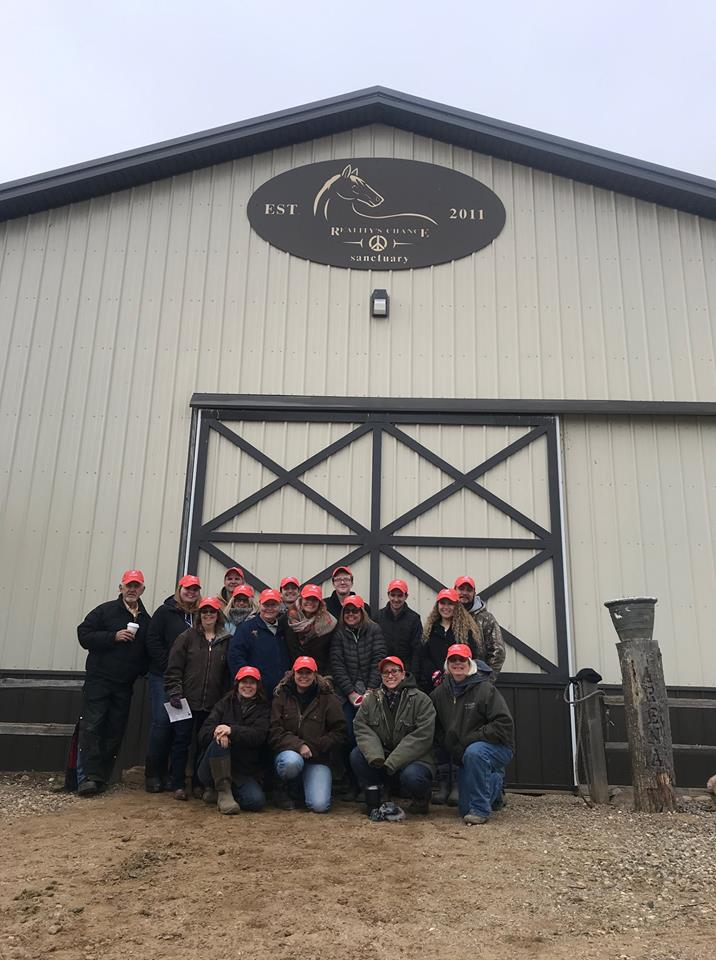 EST. 2011
REALITY'S CHANCE
sanctuary
ARENA